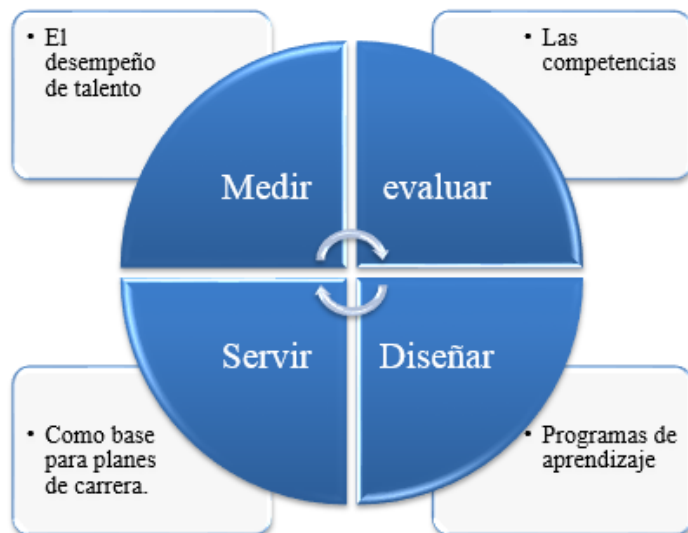 • El
desempeño
de talento
• Las
competencias
Medir
evaluar
Servir
Diseñar
• Como base
para planes
de carrera.
• Programas de
aprendizaje